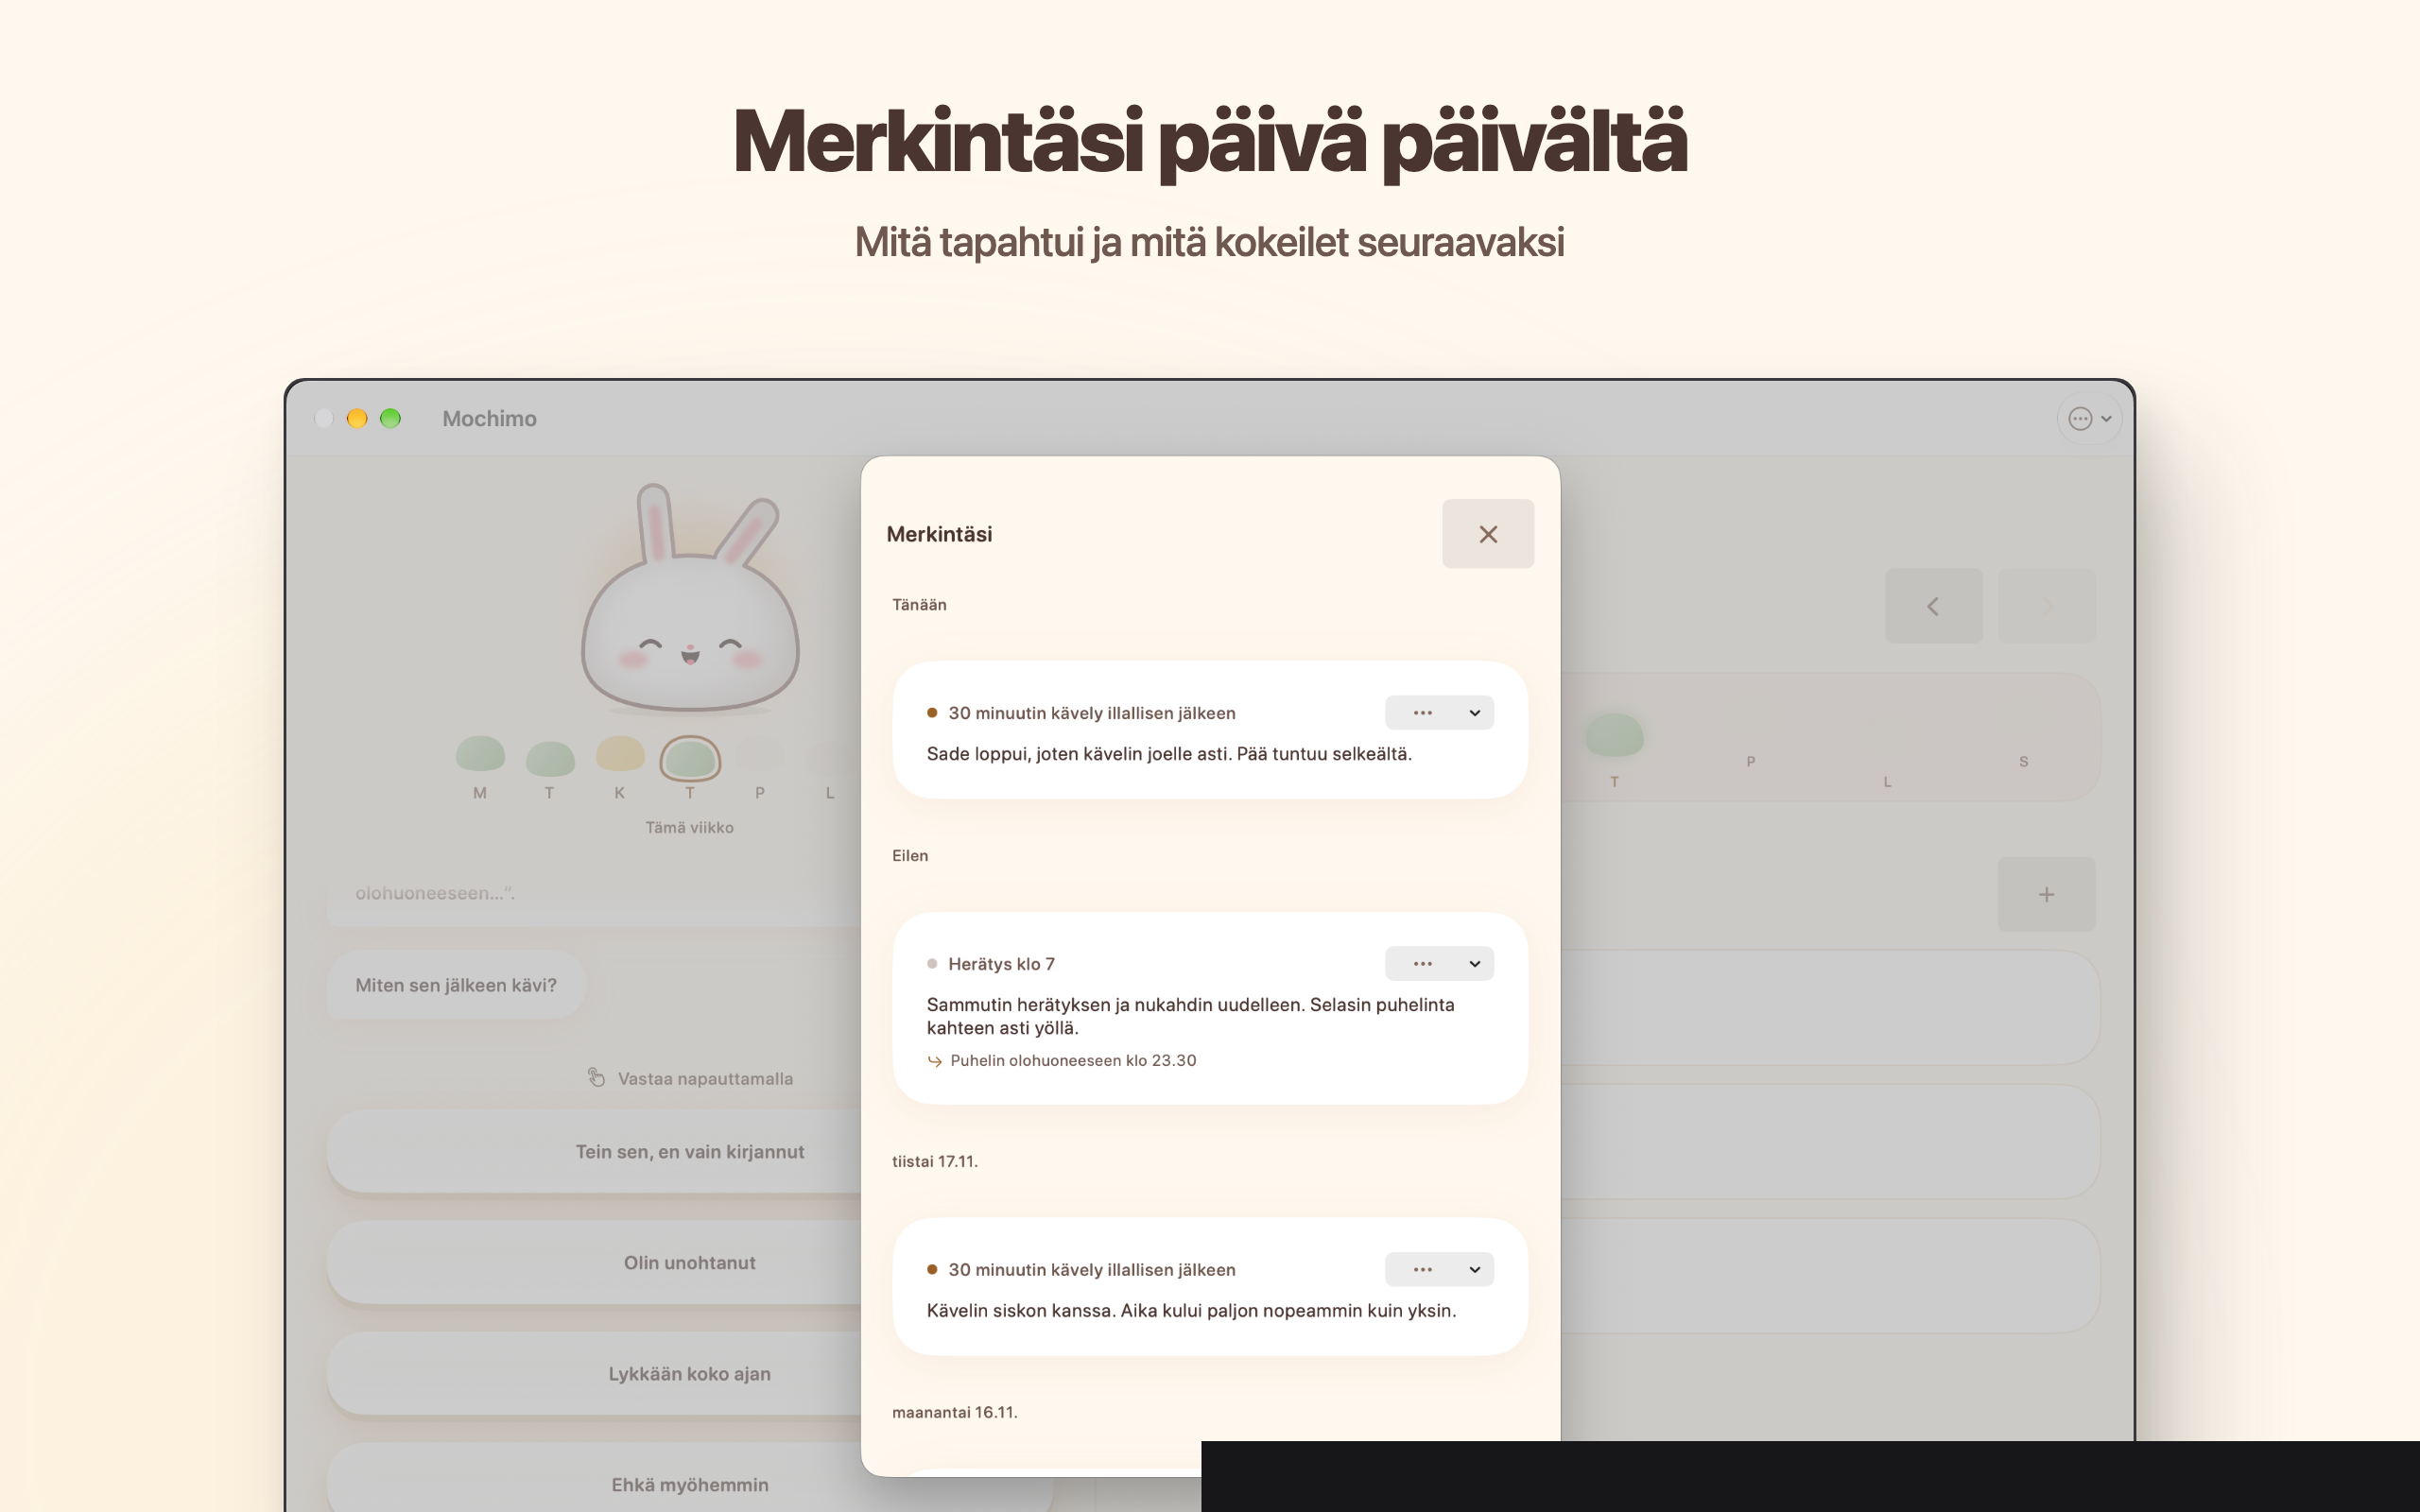 Merkintäsi päivä päivältä
Mitä tapahtui ja mitä kokeilet seuraavaksi
Mochimo
M T K T P L
Tämä viikko
olohuoneeseen...“.
Miten sen jälkeen kävi?
Vastaa napauttamalla
Tein sen, en vain kirjannut
Olin unohtanut
Lykkään koko ajan
Ehkä myöhemmin
Merkintäsi
Tänään
30 minuutin kävely illallisen jälkeen
Sade loppui, joten kävelin joelle asti. Pää tuntuu selkeältä.
Eilen
Herätys klo 7
Sammutin herätyksen ja nukahdin uudelleen. Selasin puhelinta
kahteen asti yöllä.
Puhelin olohuoneeseen klo 23.30
tiistai 17.11.
30 minuutin kävely illallisen jälkeen
Kävelin siskon kanssa. Aika kului paljon nopeammin kuin yksin.
maanantai 16.11.
T P L S